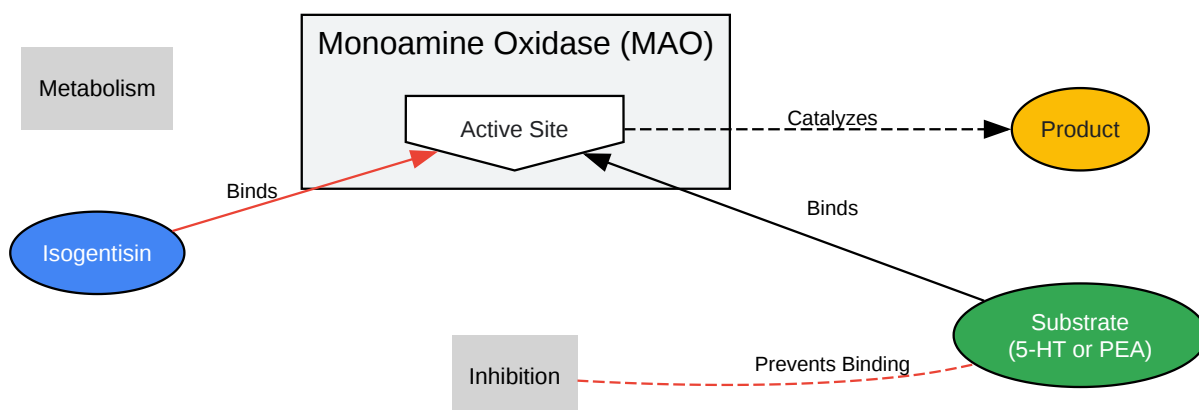 Monoamine Oxidase (MAO)
Metabolism
Active Site
Catalyzes
Product
Binds
Binds
Isogentisin
Substrate
(5-HT or PEA)
Prevents Binding
Inhibition